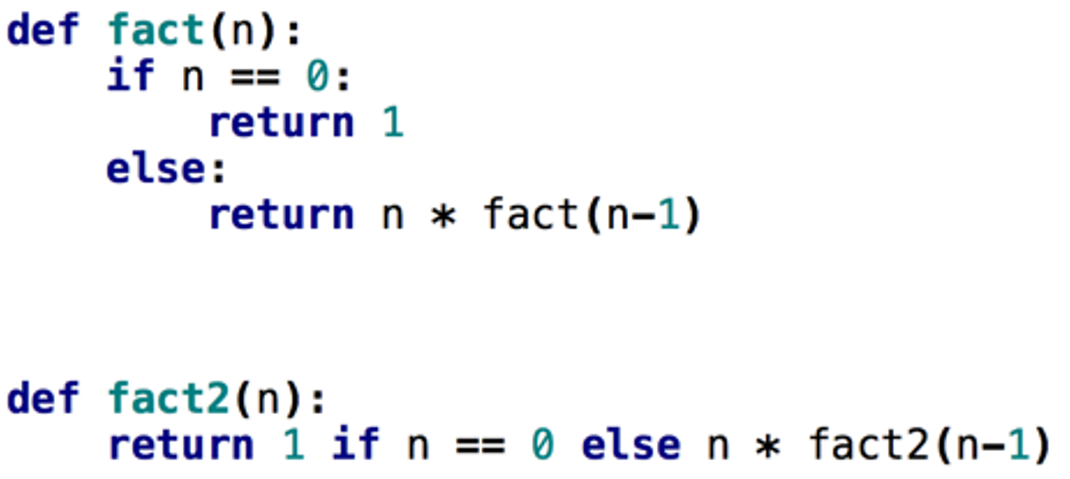 def fact(n):
    if n == 0:
        return 1
    else:
        return n * fact(n-1)
def fact2(n):
    return 1 if n == 0 else n * fact2(n-1)